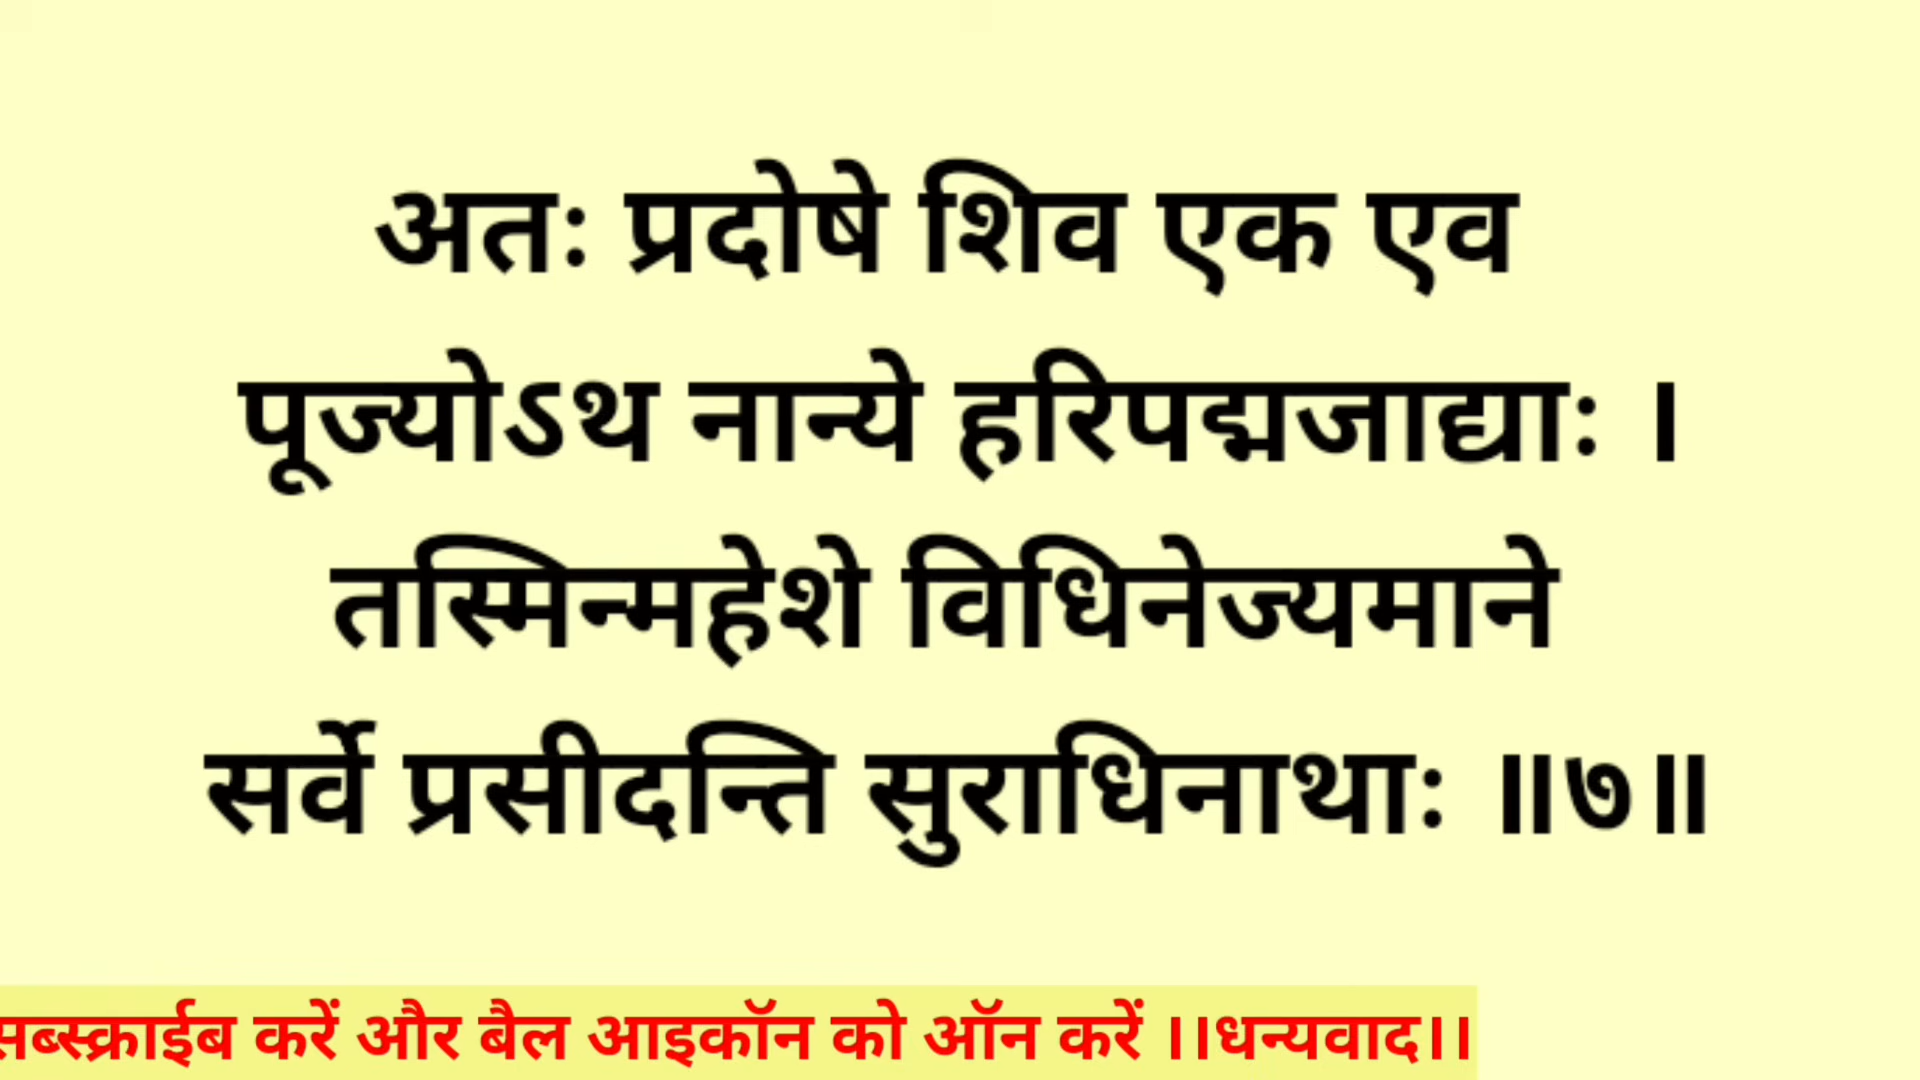 अतः प्रदोषे शिव एक एव
पूज्योऽथ नान्ये हरिपद्मजाद्याः ।
तस्मिन्महेशे विधिनेज्यमाने
सर्वे प्रसीदन्ति सुराधिनाथाः ॥७॥
सब्स्क्राईब करें और बैल आइकॉन को ऑन करें ।।धन्यवाद।।